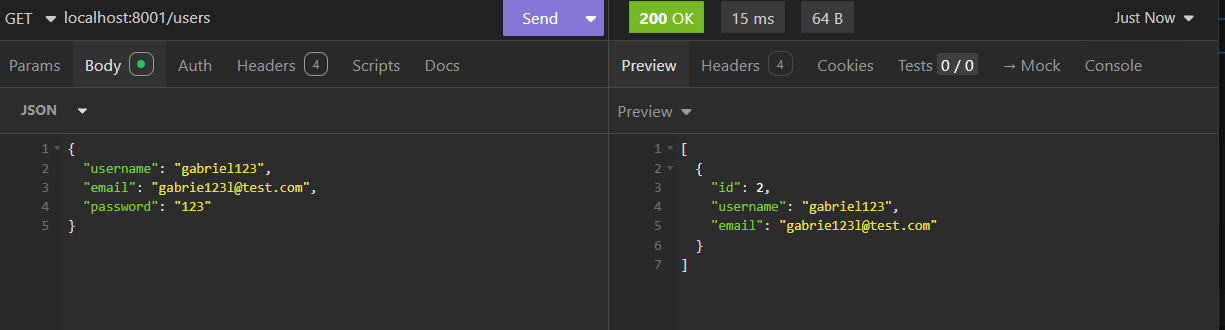 GET localhost:8001/users Send 200 OK 15 ms 64 B Just Now
Params Body Auth Headers 4 Scripts Docs
Preview Headers 4 Cookies Tests 0 / 0 → Mock Console
JSON
Preview
1 {
2 "username": "gabriel123",
3 "email": "gabrie123l@test.com",
4 "password": "123"
5 }
1 [
2 {
3 "id": 2,
4 "username": "gabriel123",
5 "email": "gabrie123l@test.com"
6 }
7 ]